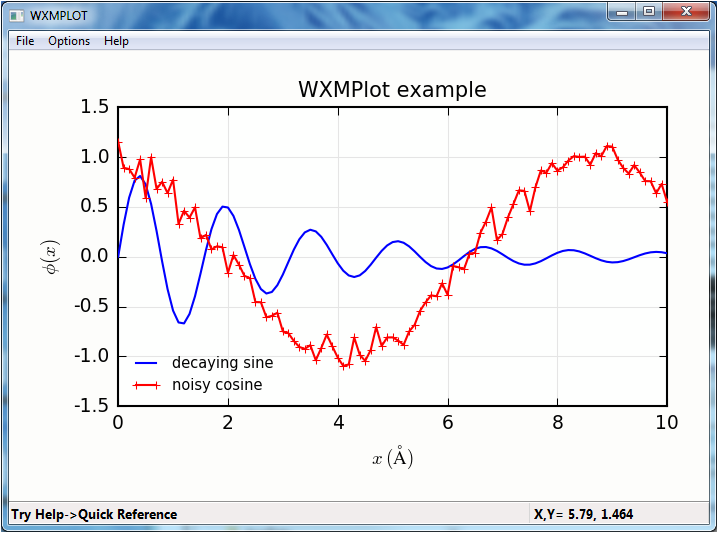 WXMPLOT
File Options Help
WXMPlot example
1.5
1.0
0.5
0.0
-0.5
-1.0
-1.5
ϕ(x)
decaying sine
noisy cosine
0 2 4 6 8 10
x (Å)
Try Help->Quick Reference X,Y= 5.79, 1.464